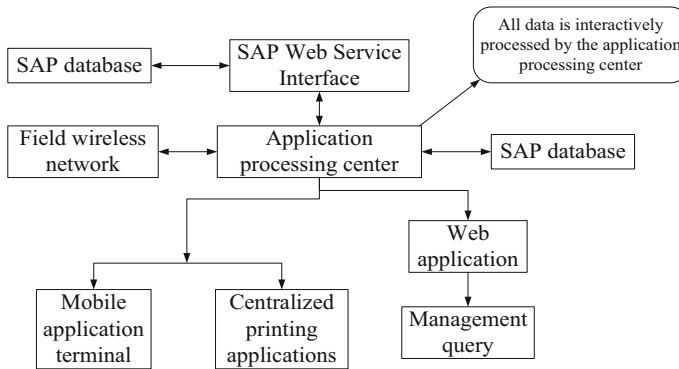 All data is interactively
processed by the application
processing center
SAP database
SAP Web Service
Interface
Field wireless
network
Application
processing center
SAP database
Web
application
Mobile
application
terminal
Centralized
printing
applications
Management
query